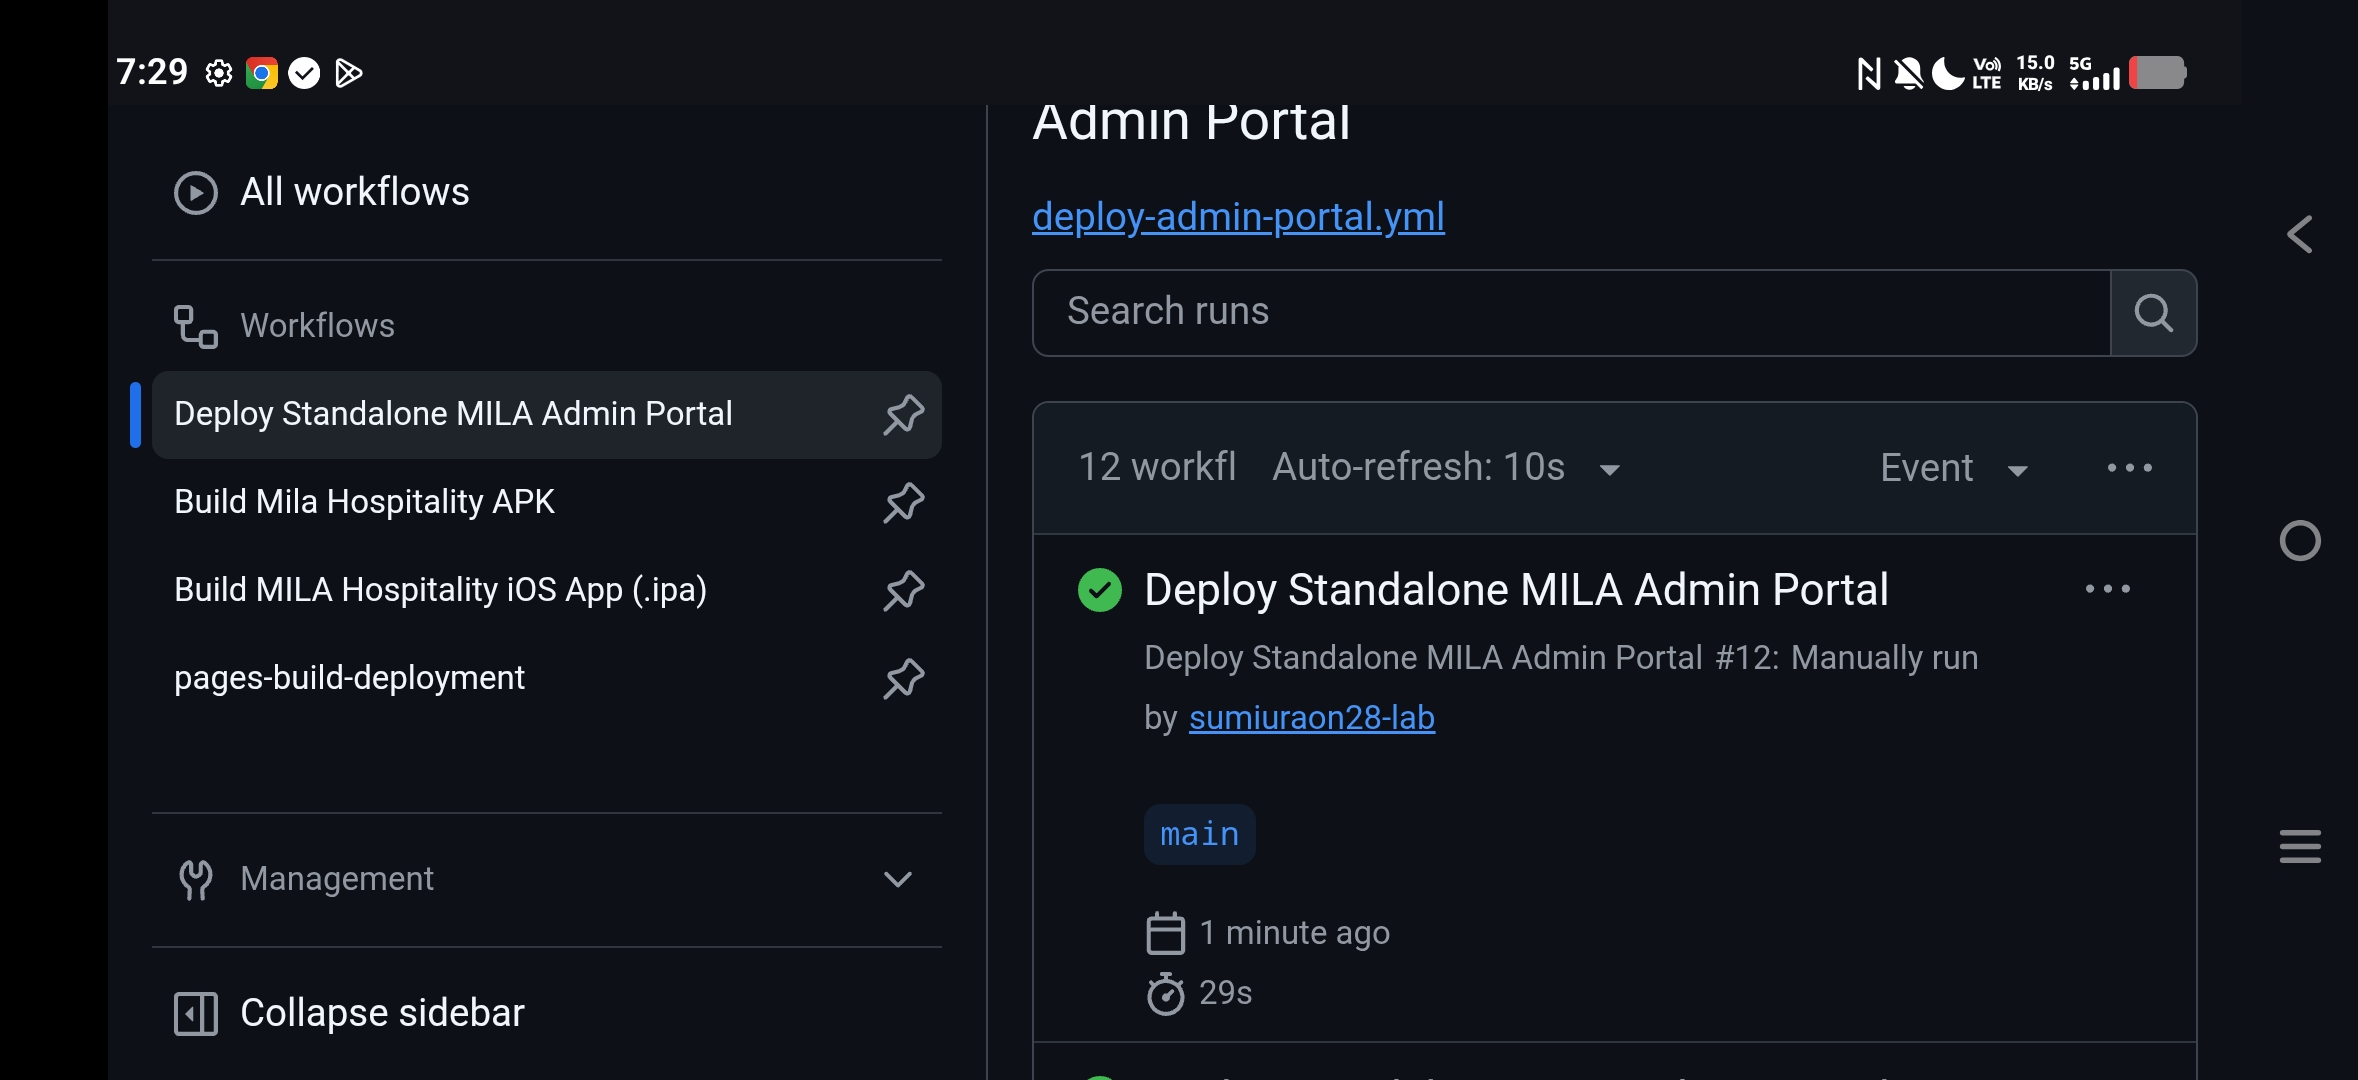 7:29
Vo) LTE
15.0 KB/s
5G
All workflows
Workflows
Deploy Standalone MILA Admin Portal
Build Mila Hospitality APK
Build MILA Hospitality iOS App (.ipa)
pages-build-deployment
Management
Collapse sidebar
Admin Portal
deploy-admin-portal.yml
Search runs
12 workfl Auto-refresh: 10s Event
Deploy Standalone MILA Admin Portal
Deploy Standalone MILA Admin Portal #12: Manually run
by sumiuraon28-lab
main
1 minute ago
29s